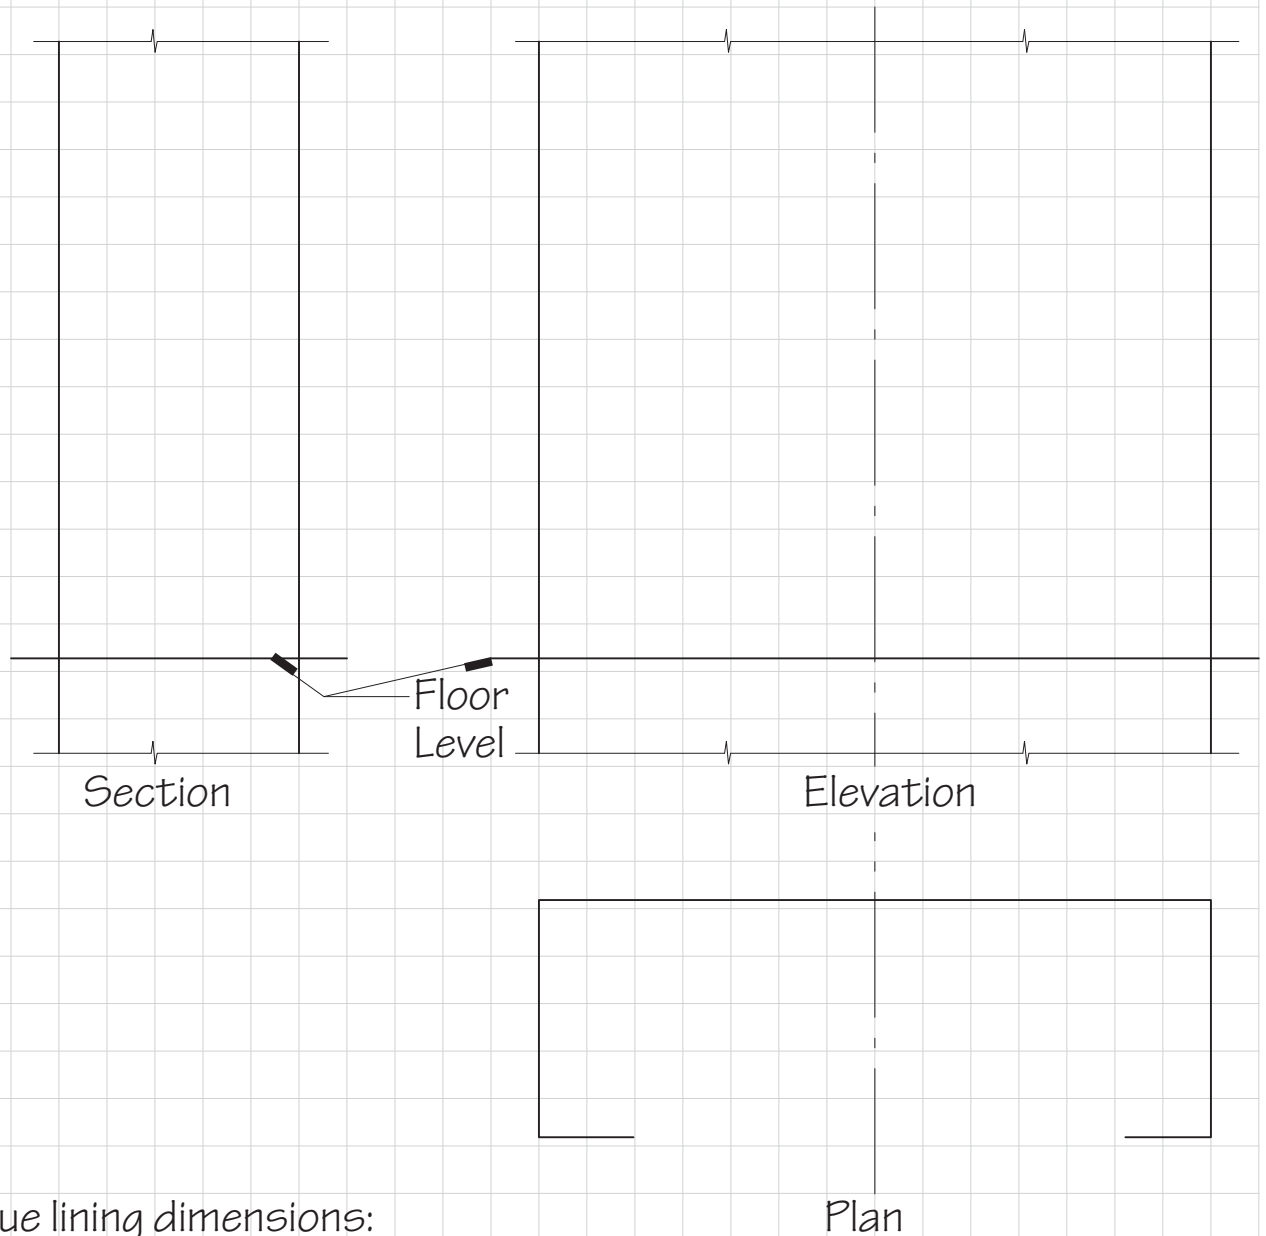 Floor
Level
Section
Elevation
ue lining dimensions:
Plan